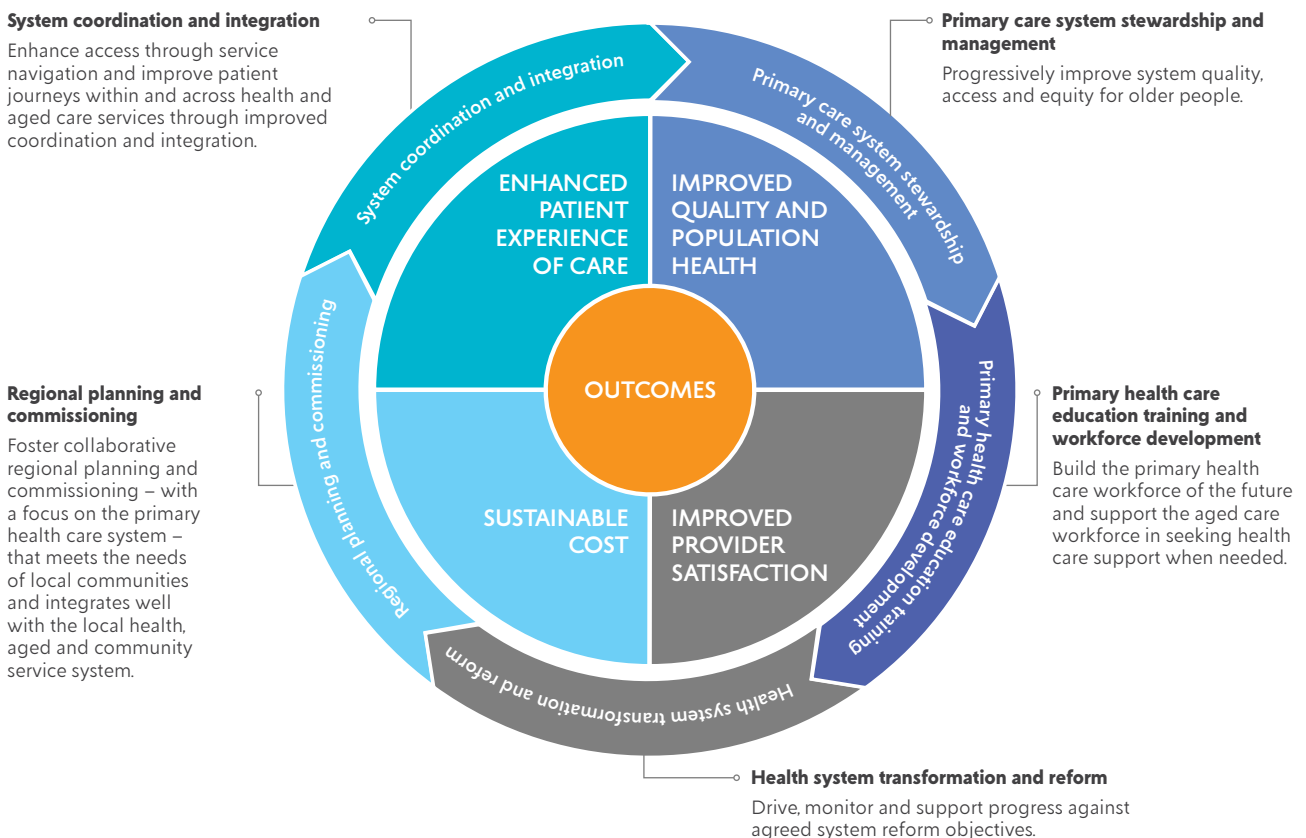 System coordination and integration
Enhance access through service
navigation and improve patient
journeys within and across health and
aged care services through improved
coordination and integration.
Primary care system stewardship and
management
Progressively improve system quality,
access and equity for older people.
System coordination and integration
Primary care system stewardship
and management
ENHANCED
PATIENT
EXPERIENCE
OF CARE
IMPROVED
QUALITY AND
POPULATION
HEALTH
OUTCOMES
Regional planning and
commissioning
Foster collaborative
regional planning and
commissioning – with
a focus on the primary
health care system –
that meets the needs
of local communities
and integrates well
with the local health,
aged and community
service system.
Regional planning and commissioning
Primary health care education training
and workforce development
Primary health care
education training and
workforce development
Build the primary health
care workforce of the future
and support the aged care
workforce in seeking health
care support when needed.
SUSTAINABLE
COST
IMPROVED
PROVIDER
SATISFACTION
Health system transformation and reform
Health system transformation and reform
Drive, monitor and support progress against
agreed system reform objectives.